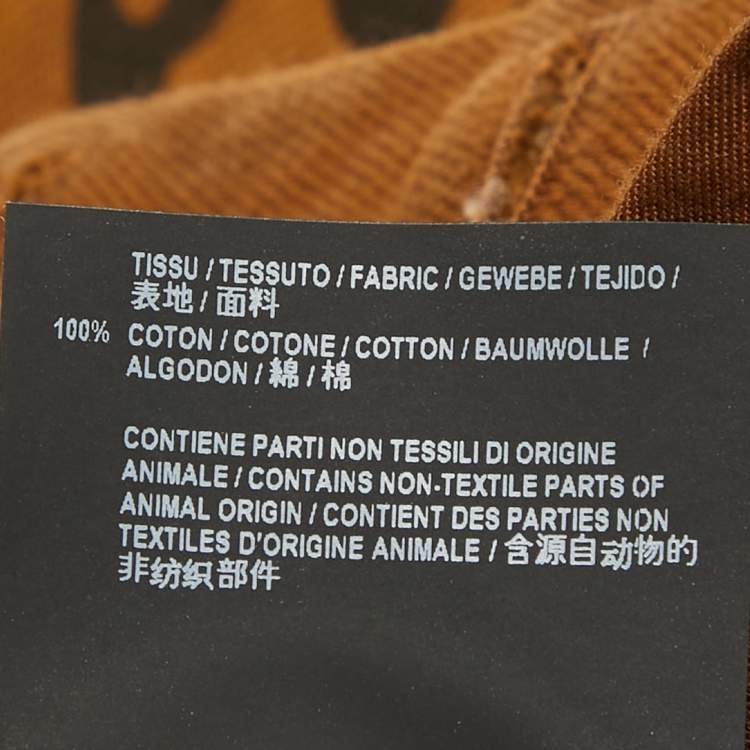 TISSU / TESSUTO / FABRIC / GEWEBE / TEJIDO /
表地 / 面料
100% COTON / COTONE / COTTON / BAUMWOLLE /
ALGODON / 綿 / 棉
CONTIENE PARTI NON TESSILI DI ORIGINE
ANIMALE / CONTAINS NON-TEXTILE PARTS OF
ANIMAL ORIGIN / CONTIENT DES PARTIES NON
TEXTILES D'ORIGINE ANIMALE / 含源自动物的
非纺织部件